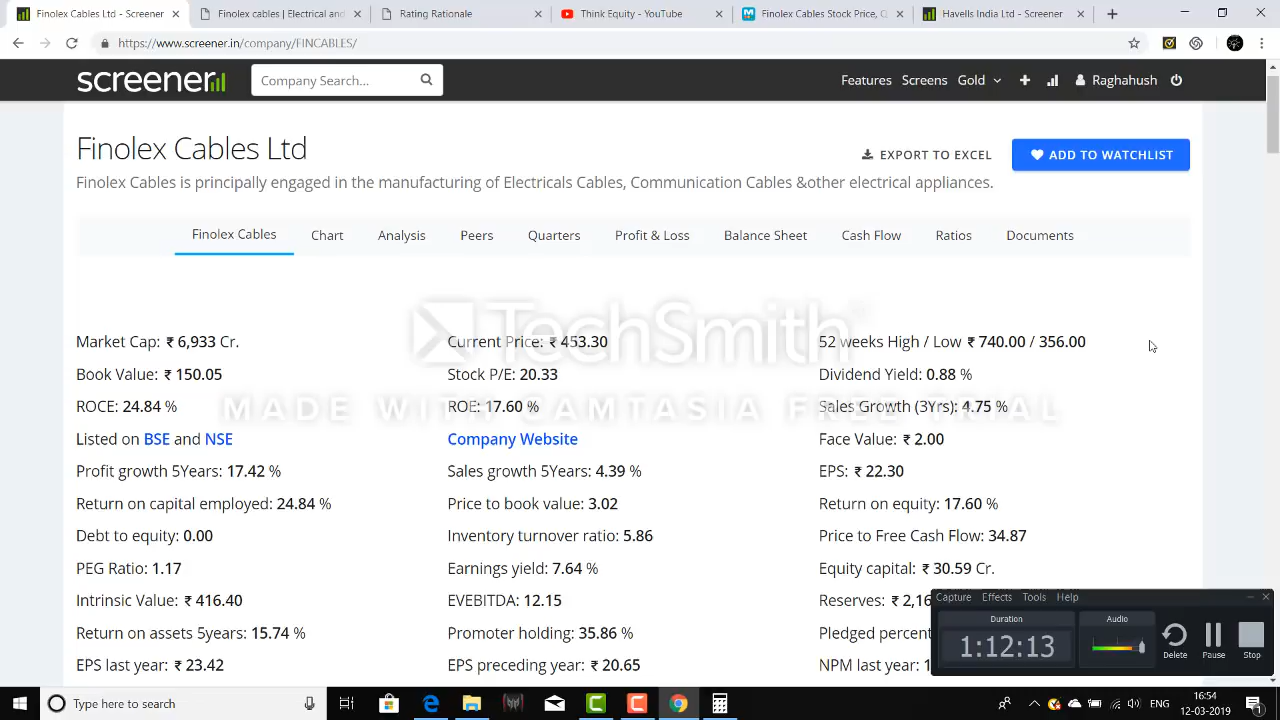 Finolex Cables Ltd - Screener
Finolex cables | Electrical and
Rating Rationale
Think Equity - YouTube
Finolex Cables Stock Price, Q
Havells India Ltd - Screener
https://www.screener.in/company/FINCABLES/
screener
Company Search...
Features Screens Gold
Raghahush
Finolex Cables Ltd
EXPORT TO EXCEL
ADD TO WATCHLIST
Finolex Cables is principally engaged in the manufacturing of Electricals Cables, Communication Cables &other electrical appliances.
Finolex Cables Chart Analysis Peers Quarters Profit & Loss Balance Sheet Cash Flow Ratios Documents
TechSmith
MADE WITH CAMTASIA FREE TRIAL
Market Cap: ₹ 6,933 Cr.
Current Price: ₹ 453.30
52 weeks High / Low ₹ 740.00 / 356.00
Book Value: ₹ 150.05
Stock P/E: 20.33
Dividend Yield: 0.88 %
ROCE: 24.84 %
ROE: 17.60 %
Sales Growth (3Yrs): 4.75 %
Listed on BSE and NSE
Company Website
Face Value: ₹ 2.00
Profit growth 5Years: 17.42 %
Sales growth 5Years: 4.39 %
EPS: ₹ 22.30
Return on capital employed: 24.84 %
Price to book value: 3.02
Return on equity: 17.60 %
Debt to equity: 0.00
Inventory turnover ratio: 5.86
Price to Free Cash Flow: 34.87
PEG Ratio: 1.17
Earnings yield: 7.64 %
Equity capital: ₹ 30.59 Cr.
Intrinsic Value: ₹ 416.40
EVEBITDA: 12.15
Reserves: ₹ 2,16
Return on assets 5years: 15.74 %
Promoter holding: 35.86 %
Pledged percent
EPS last year: ₹ 23.42
EPS preceding year: ₹ 20.65
NPM last year: 1
Capture Effects Tools Help
Duration
Audio
1:12:13
Delete Pause Stop
Type here to search
ENG
16:54
12-03-2019
1